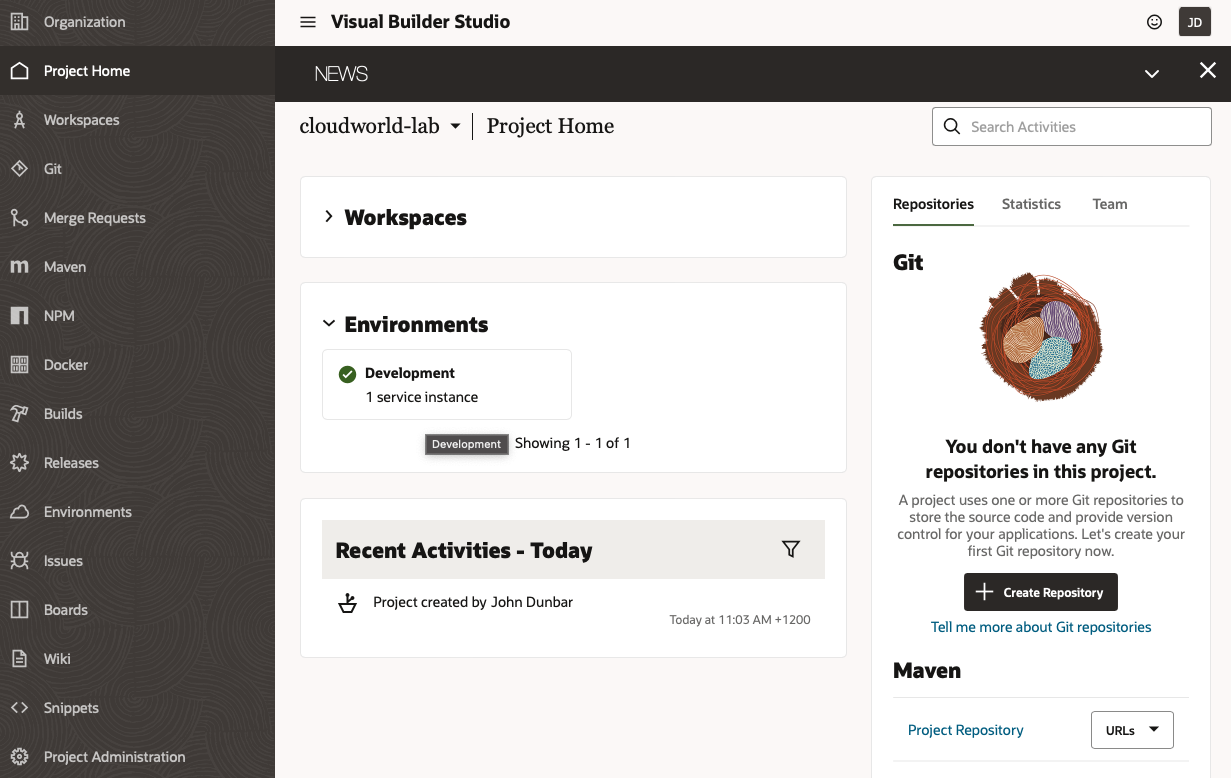 Organization
Project Home
Workspaces
Git
Merge Requests
Maven
NPM
Docker
Builds
Releases
Environments
Issues
Boards
Wiki
Snippets
Project Administration
Visual Builder Studio
JD
NEWS
cloudworld-lab
Project Home
Search Activities
Workspaces
Environments
Development
1 service instance
Development
Showing 1 - 1 of 1
Recent Activities - Today
Project created by John Dunbar
Today at 11:03 AM +1200
Repositories Statistics Team
Git
You don't have any Git
repositories in this project.
A project uses one or more Git repositories to
store the source code and provide version
control for your applications. Let's create your
first Git repository now.
Create Repository
Tell me more about Git repositories
Maven
Project Repository
URLs